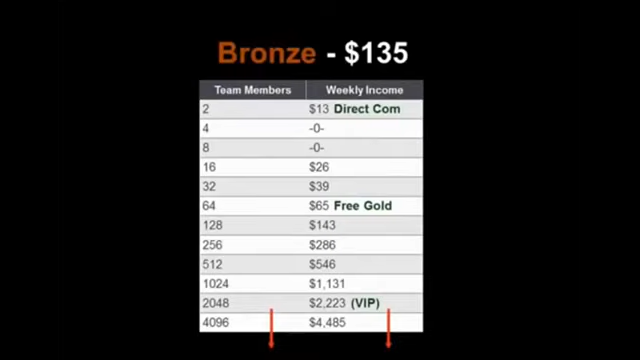 Bronze - $135
Team Members Weekly Income
2 $13 Direct Com
4 -0-
8 -0-
16 $26
32 $39
64 $65 Free Gold
128 $143
256 $286
512 $546
1024 $1,131
2048 $2,223 (VIP)
4096 $4,485